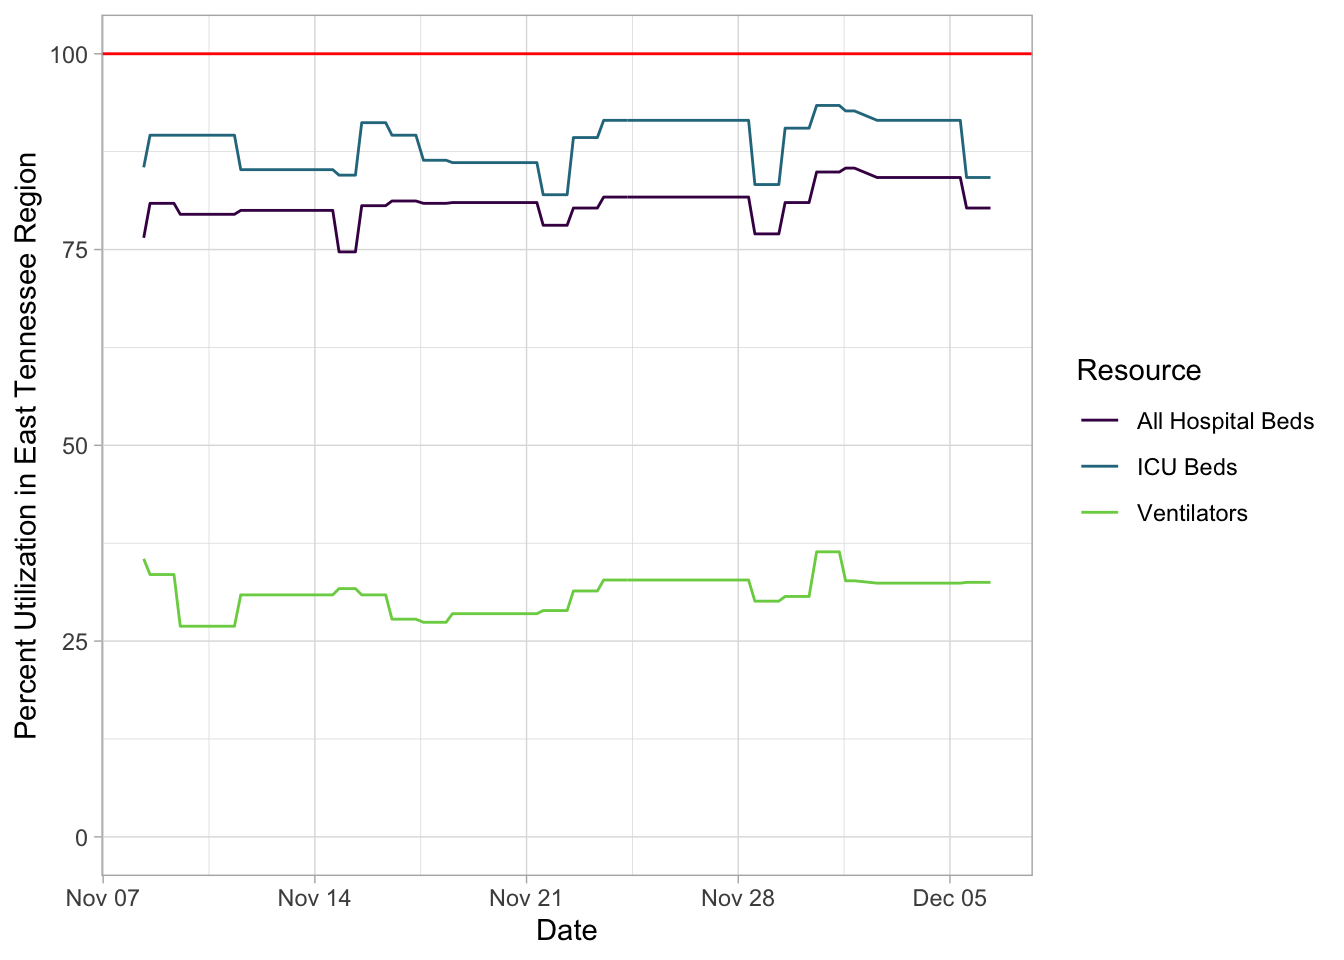 Percent Utilization in East Tennessee Region
100
75
50
25
0
Nov 07
Nov 14
Nov 21
Nov 28
Dec 05
Date
Resource
All Hospital Beds
ICU Beds
Ventilators